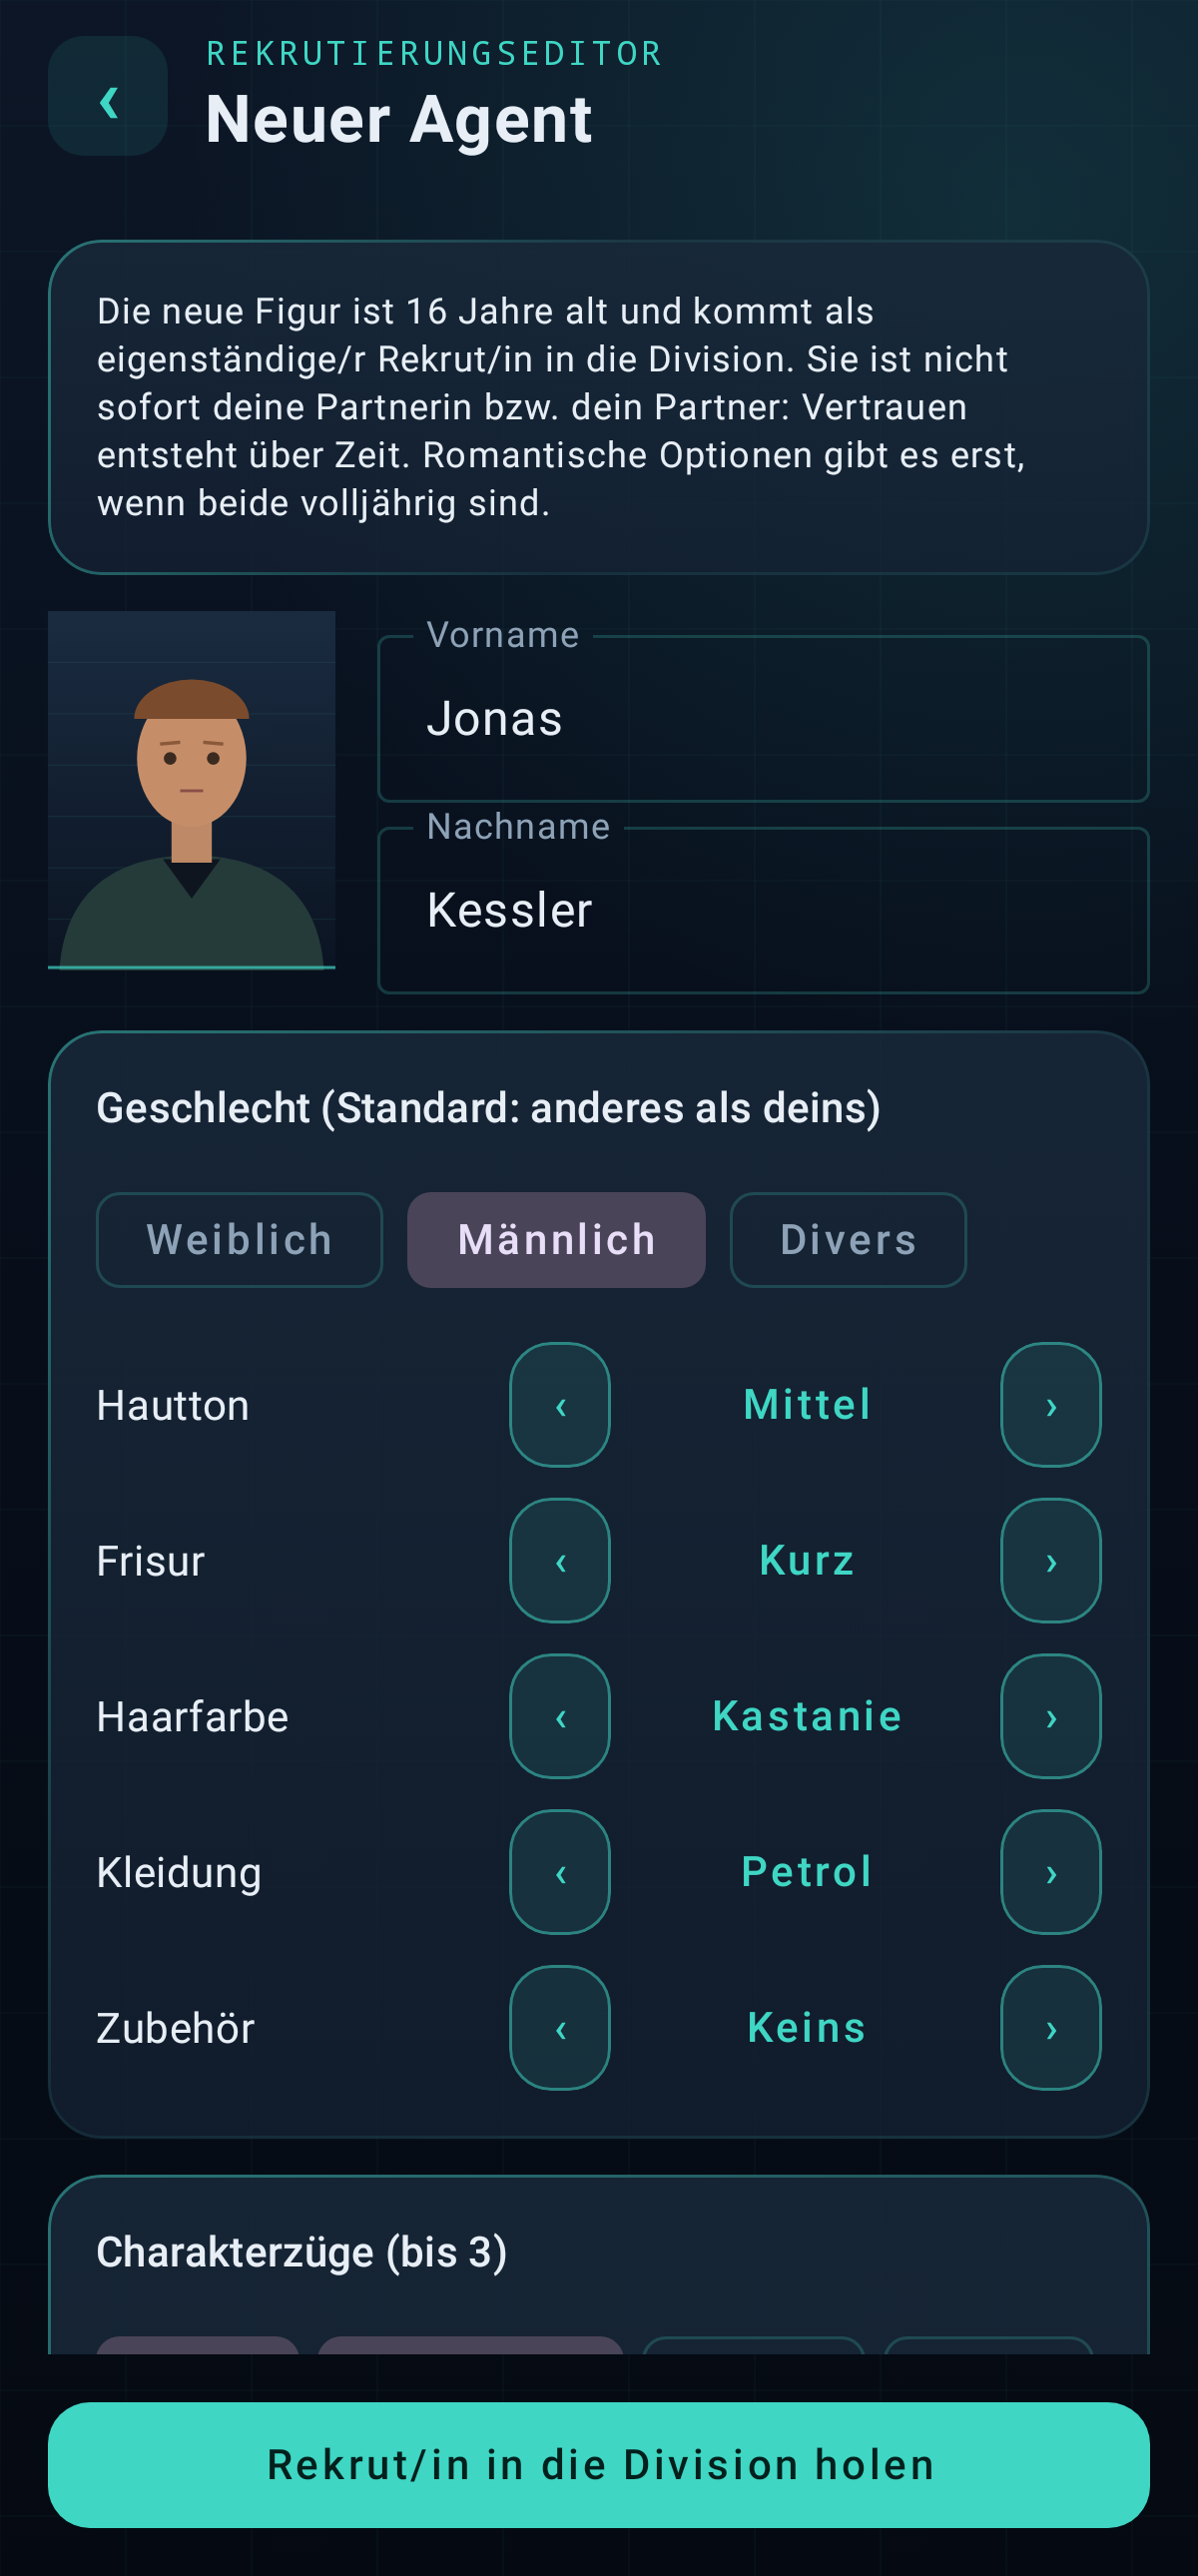 REKRUTIERUNGSEDITOR
‹
Neuer Agent
Die neue Figur ist 16 Jahre alt und kommt als
eigenständige/r Rekrut/in in die Division. Sie ist nicht
sofort deine Partnerin bzw. dein Partner: Vertrauen
entsteht über Zeit. Romantische Optionen gibt es erst,
wenn beide volljährig sind.
Vorname
Jonas
Nachname
Kessler
Geschlecht (Standard: anderes als deins)
Weiblich Männlich Divers
Hautton ‹ Mittel ›
Frisur ‹ Kurz ›
Haarfarbe ‹ Kastanie ›
Kleidung ‹ Petrol ›
Zubehör ‹ Keins ›
Charakterzüge (bis 3)
Rekrut/in in die Division holen